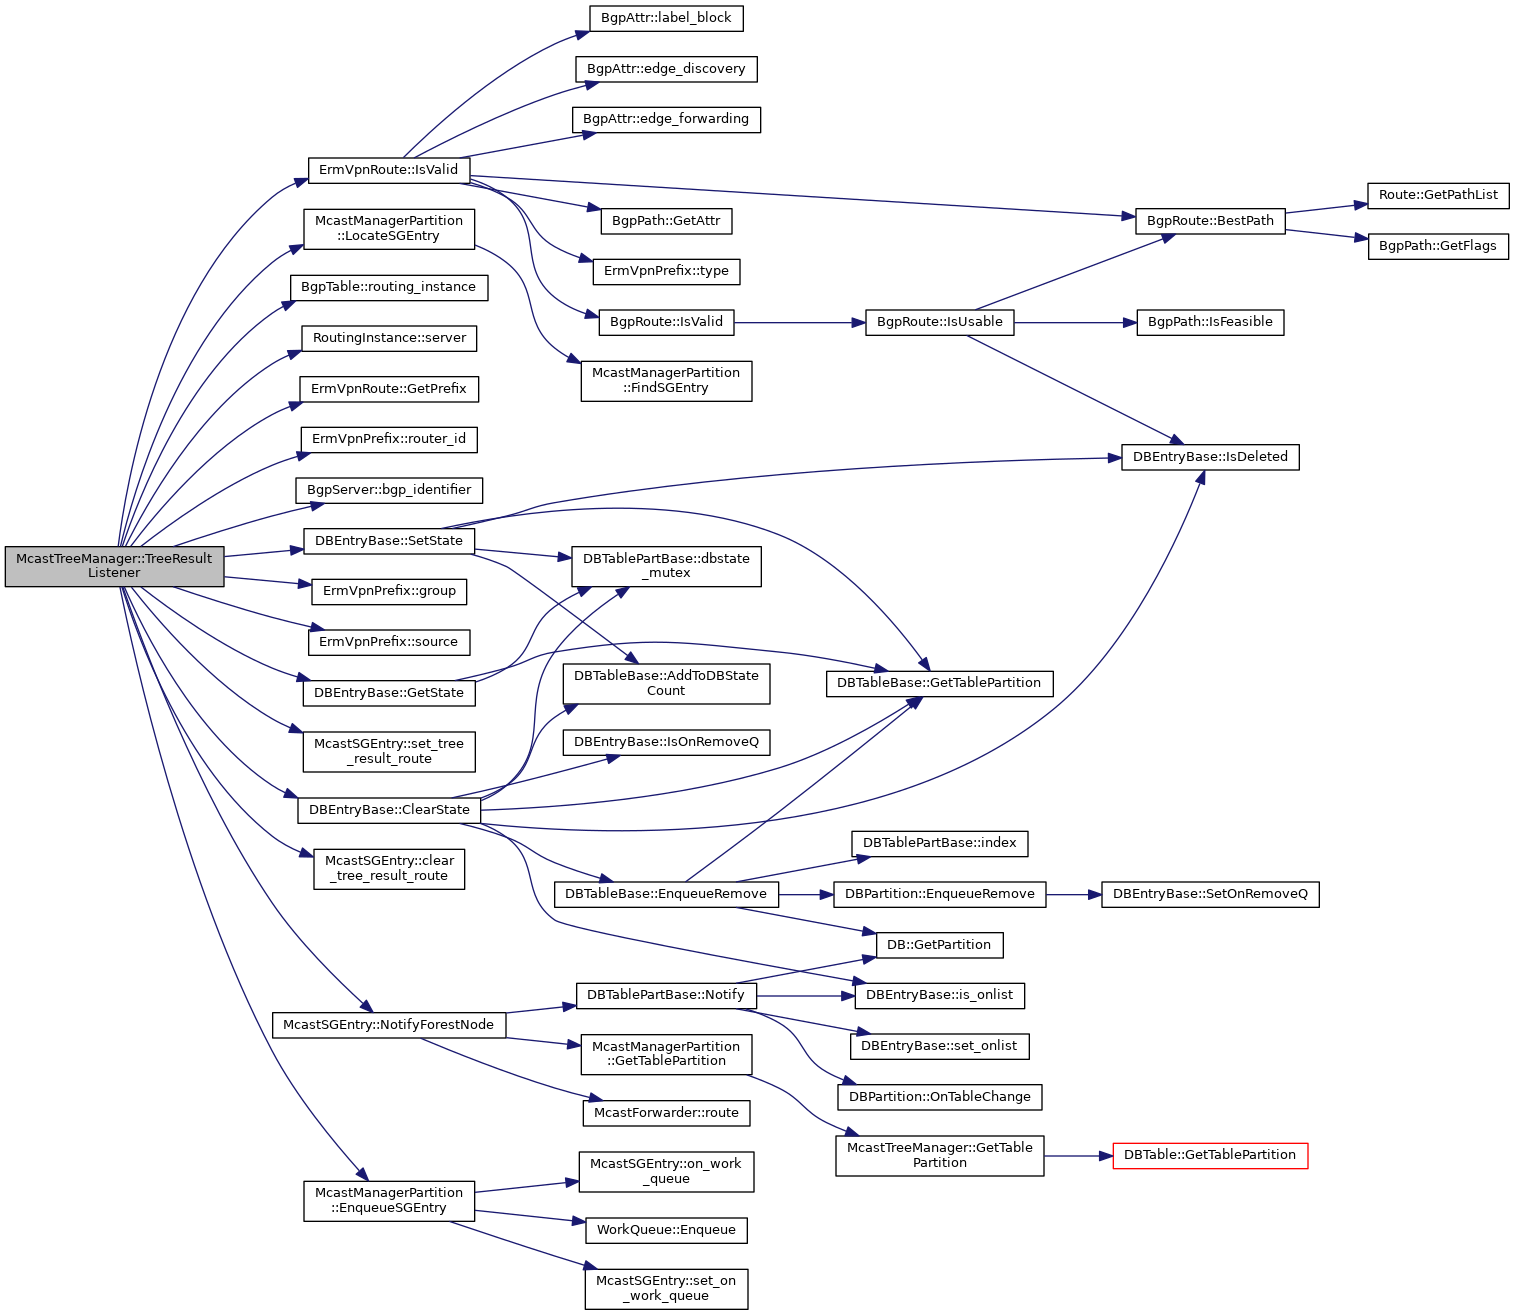 McastTreeManager::TreeResult
Listener
ErmVpnRoute::IsValid
McastManagerPartition
::LocateSGEntry
BgpTable::routing_instance
RoutingInstance::server
ErmVpnRoute::GetPrefix
ErmVpnPrefix::router_id
BgpServer::bgp_identifier
DBEntryBase::SetState
ErmVpnPrefix::group
ErmVpnPrefix::source
DBEntryBase::GetState
McastSGEntry::set_tree
_result_route
DBEntryBase::ClearState
McastSGEntry::clear
_tree_result_route
McastSGEntry::NotifyForestNode
McastManagerPartition
::EnqueueSGEntry
BgpAttr::label_block
BgpAttr::edge_discovery
BgpAttr::edge_forwarding
BgpPath::GetAttr
ErmVpnPrefix::type
BgpRoute::IsValid
McastManagerPartition
::FindSGEntry
DBTablePartBase::dbstate
_mutex
DBTableBase::AddToDBState
Count
DBEntryBase::IsOnRemoveQ
DBTableBase::EnqueueRemove
DBTablePartBase::Notify
McastManagerPartition
::GetTablePartition
McastForwarder::route
McastSGEntry::on_work
_queue
WorkQueue::Enqueue
McastSGEntry::set_on
_work_queue
BgpRoute::IsUsable
DBTableBase::GetTablePartition
DBTablePartBase::index
DBPartition::EnqueueRemove
DB::GetPartition
DBEntryBase::is_onlist
DBEntryBase::set_onlist
DBPartition::OnTableChange
McastTreeManager::GetTable
Partition
BgpRoute::BestPath
BgpPath::IsFeasible
DBEntryBase::IsDeleted
DBEntryBase::SetOnRemoveQ
DBTable::GetTablePartition
Route::GetPathList
BgpPath::GetFlags